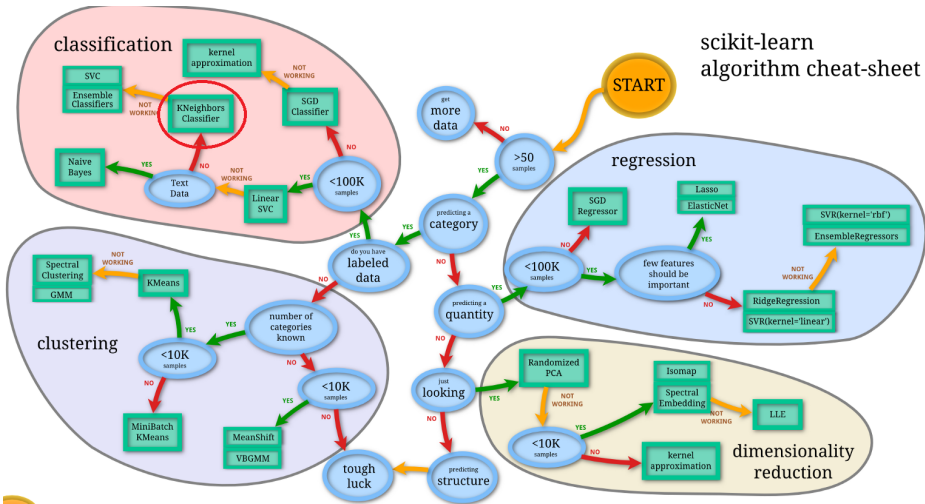 scikit-learn
algorithm cheat-sheet
START
classification
kernel
approximation
NOT
WORKING
SVC
Ensemble
Classifiers
NOT
WORKING
KNeighbors
Classifier
SGD
Classifier
NO
Naive
Bayes
YES
Text
Data
NO
NOT
WORKING
Linear
SVC
YES
<100K
samples
YES
get
more
data
NO
>50
samples
YES
predicting a
category
YES
do you have
labeled
data
NO
NO
predicting a
quantity
YES
NO
just
looking
YES
NO
predicting
structure
tough
luck
regression
SGD
Regressor
NO
<100K
samples
YES
few features
should be
important
YES
Lasso
ElasticNet
NO
RidgeRegression
SVR(kernel='linear')
NOT
WORKING
SVR(kernel='rbf')
EnsembleRegressors
clustering
Spectral
Clustering
GMM
NOT
WORKING
KMeans
YES
<10K
samples
YES
number of
categories
known
NO
NO
MiniBatch
KMeans
<10K
samples
YES
NO
MeanShift
VBGMM
dimensionality
reduction
Randomized
PCA
NOT
WORKING
<10K
samples
YES
NO
Isomap
Spectral
Embedding
NOT
WORKING
LLE
kernel
approximation